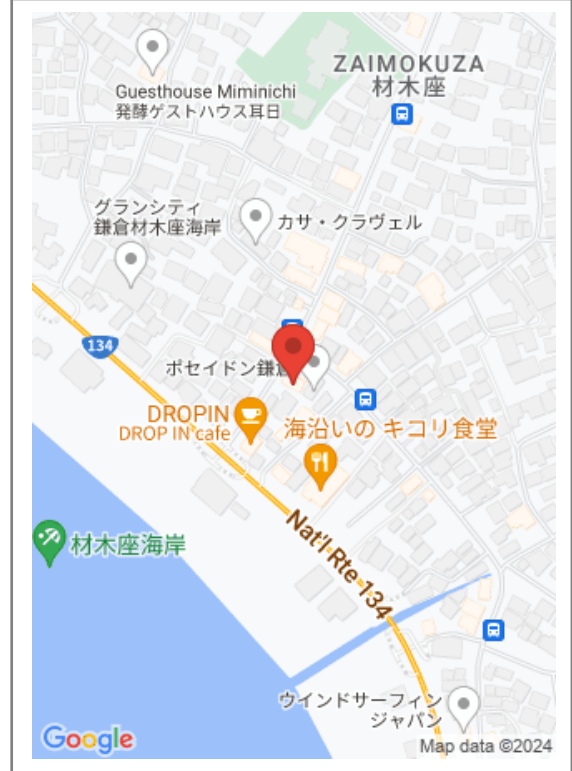 ZAIMOKUZA
材木座
Guesthouse Miminichi
発酵ゲストハウス耳日
グランシティ
鎌倉材木座海岸
カサ・クラヴェル
134
ポセイドン鎌倉
DROPIN
DROP IN cafe
海沿いの キコリ食堂
Nat'l Rte 134
材木座海岸
ウインドサーフィン
ジャパン
Google
Map data ©2024